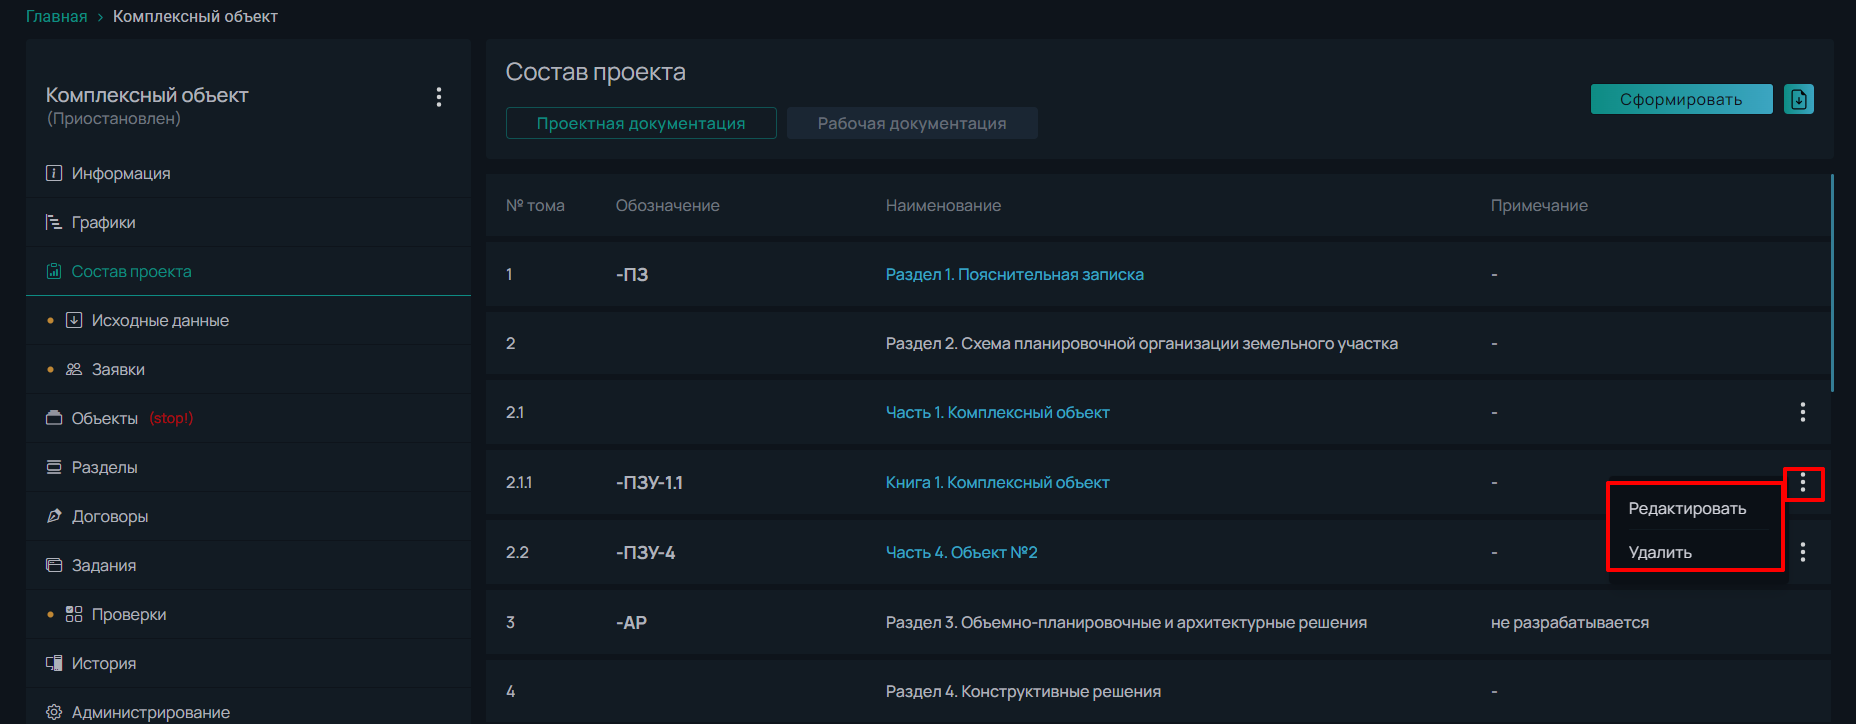 Главная > Комплексный объект
Комплексный объект
(Приостановлен)
Информация
Графики
Состав проекта
Исходные данные
Заявки
Объекты (stop!)
Разделы
Договоры
Задания
Проверки
История
Администрирование
Состав проекта
Проектная документация Рабочая документация
Сформировать
№ тома Обозначение Наименование Примечание
1 -ПЗ Раздел 1. Пояснительная записка -
2 Раздел 2. Схема планировочной организации земельного участка -
2.1 Часть 1. Комплексный объект -
2.1.1 -ПЗУ-1.1 Книга 1. Комплексный объект -
Редактировать
Удалить
2.2 -ПЗУ-4 Часть 4. Объект №2 -
3 -АР Раздел 3. Объемно-планировочные и архитектурные решения не разрабатывается
4 Раздел 4. Конструктивные решения -